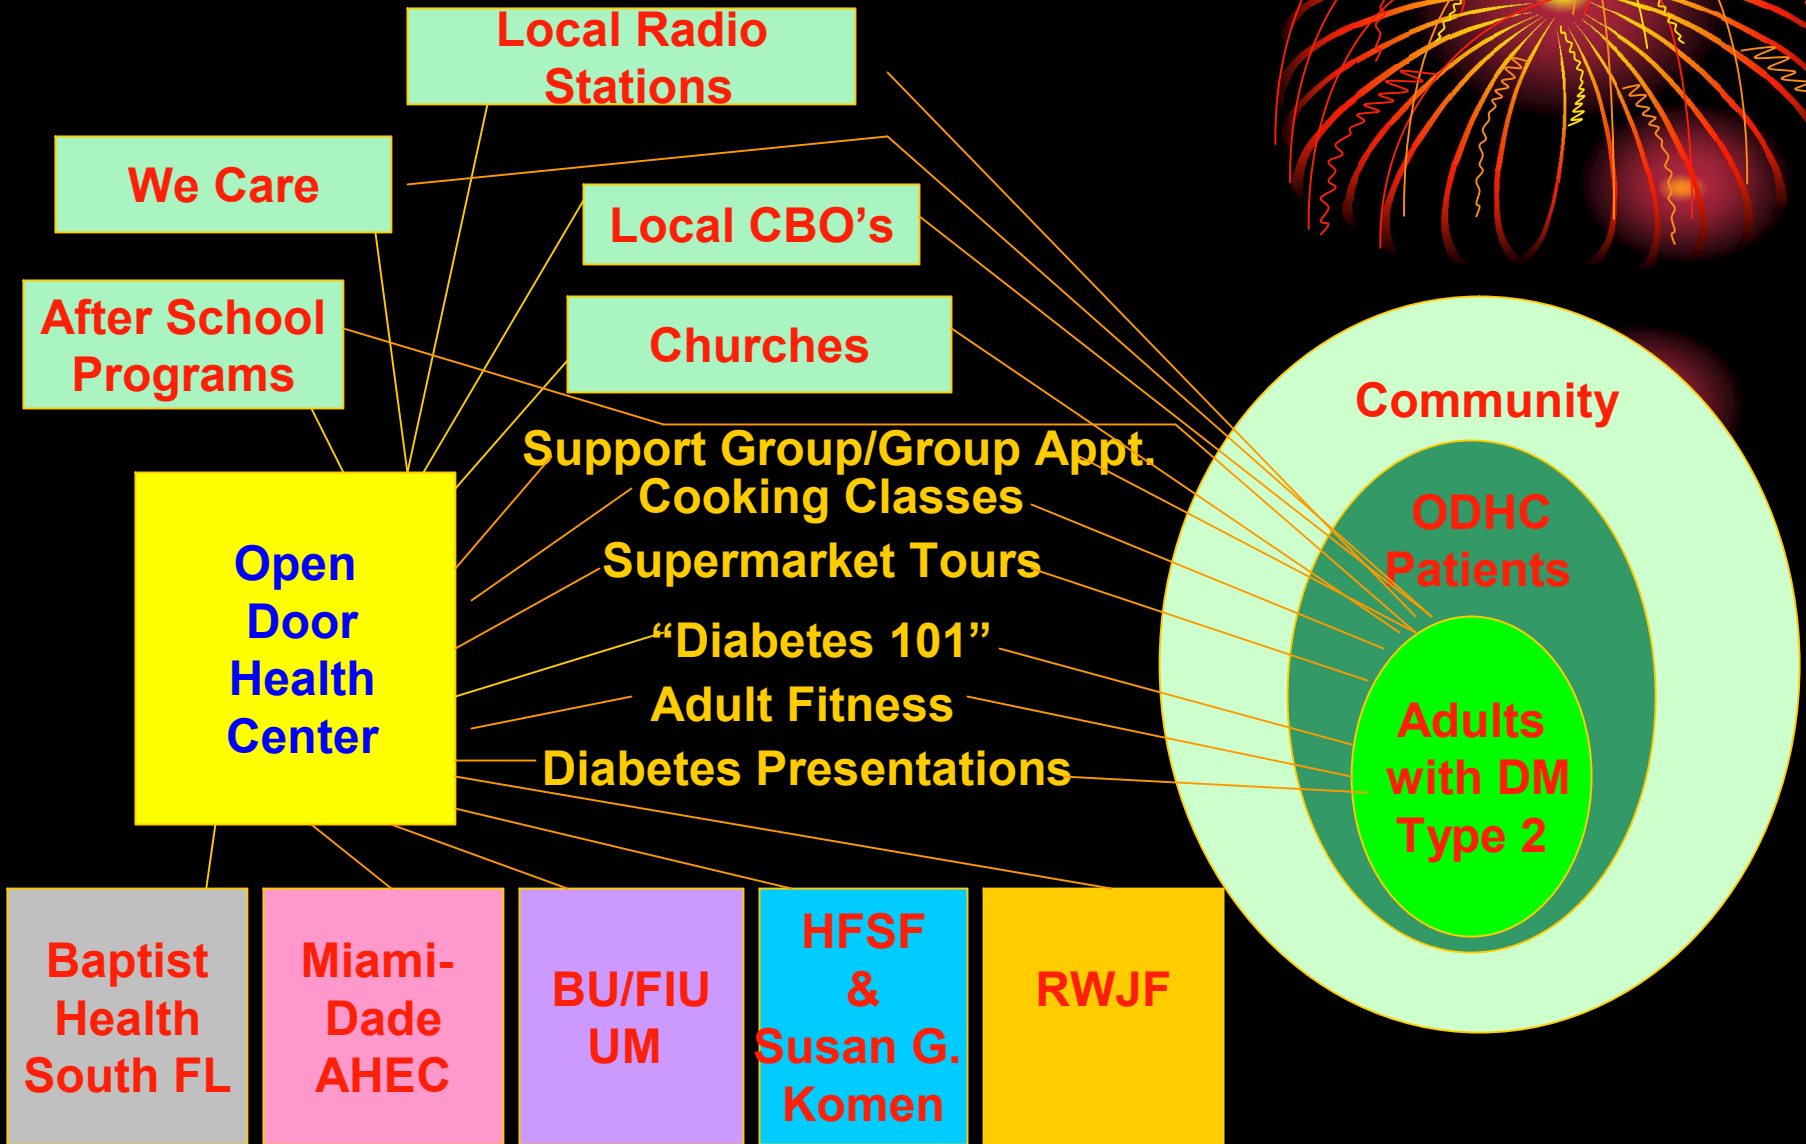 Local Radio
Stations
We Care
Local CBO’s
After School
Programs
Churches
Community
Support Group/Group Appt.
Cooking Classes
Supermarket Tours
“Diabetes 101”
Adult Fitness
Diabetes Presentations
ODHC
Patients
Open
Door
Health
Center
Adults
with DM
Type 2
Baptist
Health
South FL
Miami-
Dade
AHEC
BU/FIU
UM
HFSF
&
Susan G.
Komen
RWJF